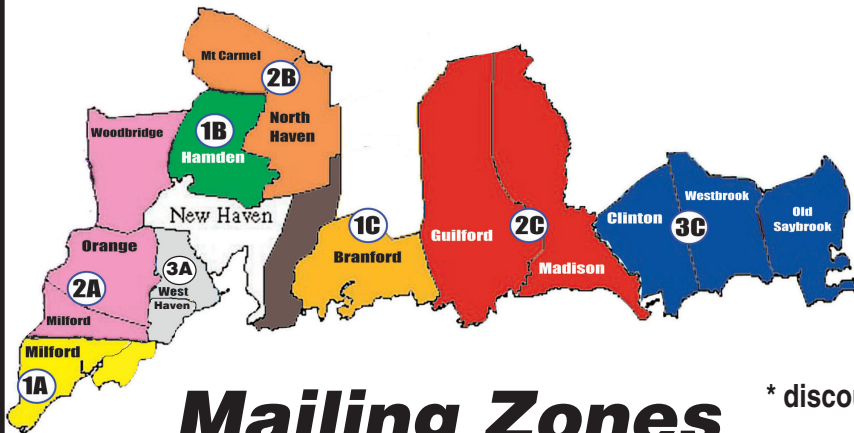 Mt Carmel
2B
Woodbridge
1B
North
Haven
Hamden
New Haven
1C
Orange
Branford
3A
2A
West
Haven
Milford
Milford
1A
Guilford
2C
Madison
Clinton
3C
Westbrook
Old
Saybrook
Mailing Zones